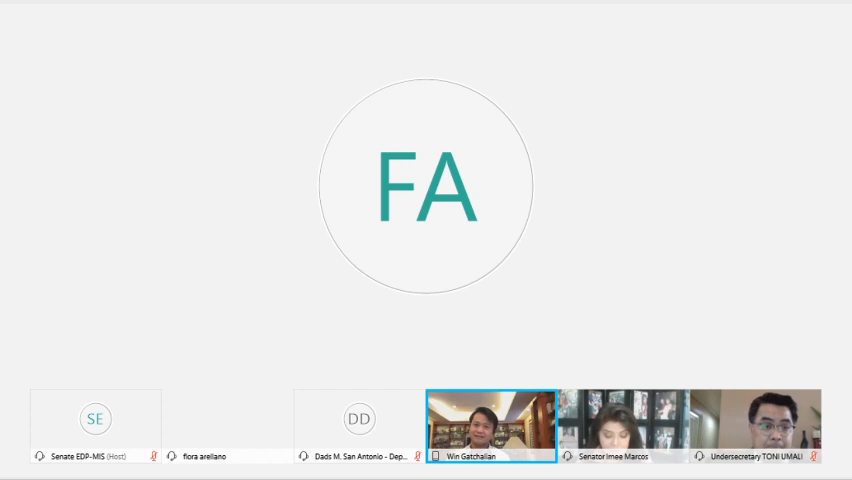 FA
SE
DD
Senate EDP-MIS (Host)
flora arellano
Dads M. San Antonio - Dep...
Win Gatchalian
Senator Imee Marcos
Undersecretary TONI UMALI